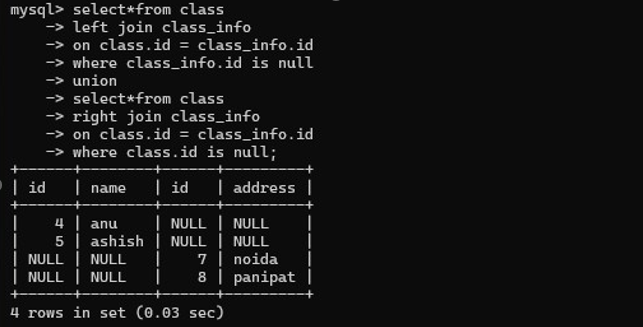 mysql> select*from class
    -> left join class_info
    -> on class.id = class_info.id
    -> where class_info.id is null
    -> union
    -> select*from class
    -> right join class_info
    -> on class.id = class_info.id
    -> where class.id is null;
+------+--------+------+---------+
| id   | name   | id   | address |
+------+--------+------+---------+
|    4 | anu    | NULL | NULL    |
|    5 | ashish | NULL | NULL    |
| NULL | NULL   |    7 | noida   |
| NULL | NULL   |    8 | panipat |
+------+--------+------+---------+
4 rows in set (0.03 sec)